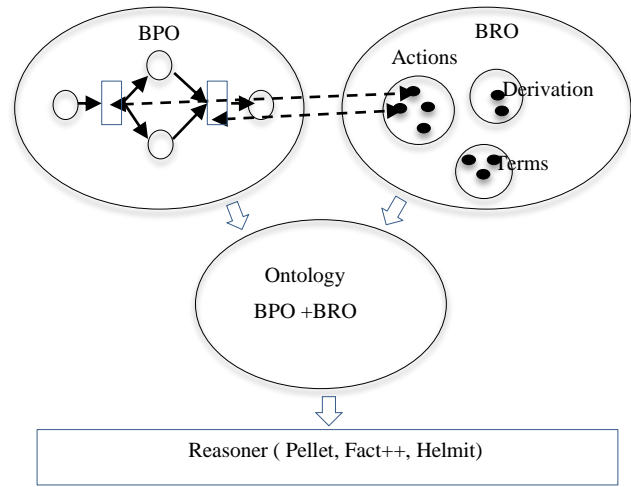 BPO
BRO
Actions
Derivation
Terms
Ontology
BPO +BRO
Reasoner ( Pellet, Fact++, Helmit)